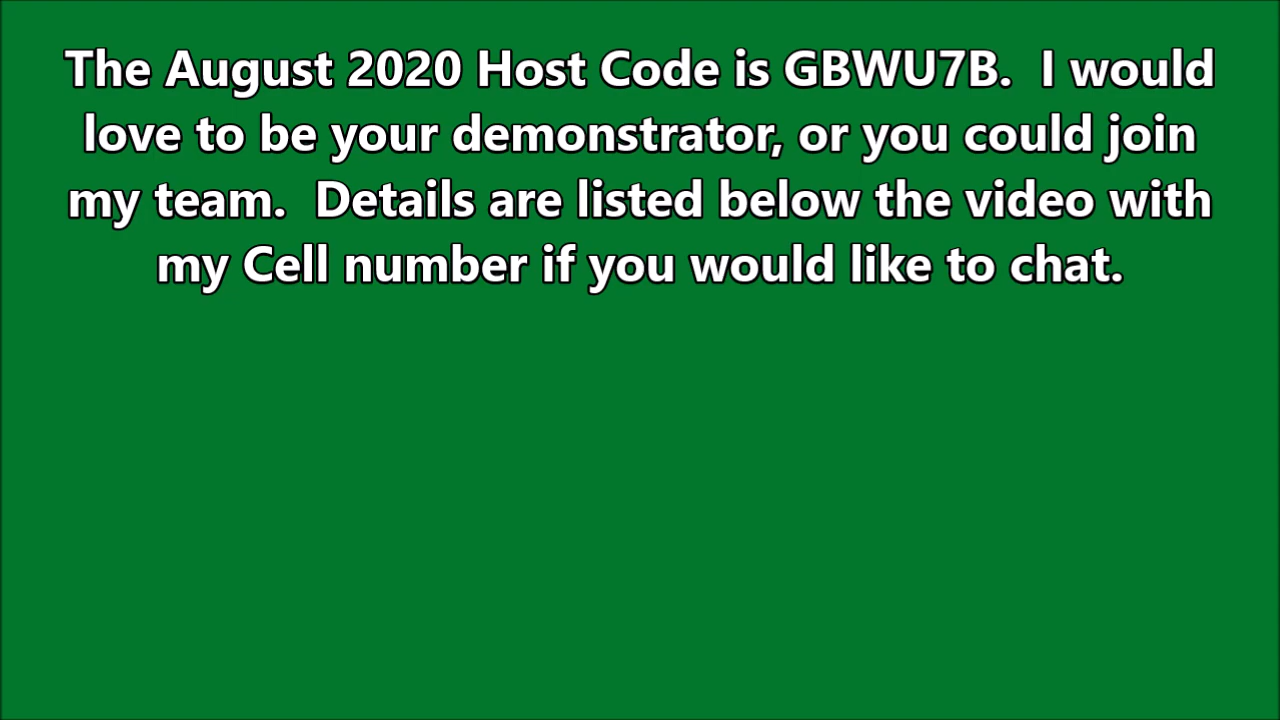 The August 2020 Host Code is GBWU7B.  I would
love to be your demonstrator, or you could join
my team.  Details are listed below the video with
my Cell number if you would like to chat.